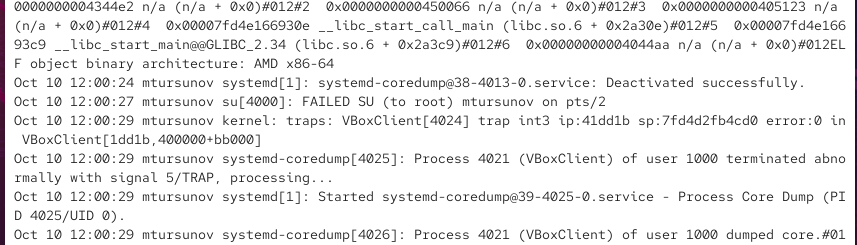 0000000004344e2 n/a (n/a + 0x0)#012#2  0x0000000000450066 n/a (n/a + 0x0)#012#3  0x0000000000405123 n/a
(n/a + 0x0)#012#4  0x00007fd4e166930e __libc_start_call_main (libc.so.6 + 0x2a30e)#012#5  0x00007fd4e166
93c9 __libc_start_main@@GLIBC_2.34 (libc.so.6 + 0x2a3c9)#012#6  0x00000000004044aa n/a (n/a + 0x0)#012EL
F object binary architecture: AMD x86-64
Oct 10 12:00:24 mtursunov systemd[1]: systemd-coredump@38-4013-0.service: Deactivated successfully.
Oct 10 12:00:27 mtursunov su[4000]: FAILED SU (to root) mtursunov on pts/2
Oct 10 12:00:29 mtursunov kernel: traps: VBoxClient[4024] trap int3 ip:41dd1b sp:7fd4d2fb4cd0 error:0 in
VBoxClient[1dd1b,400000+bb000]
Oct 10 12:00:29 mtursunov systemd-coredump[4025]: Process 4021 (VBoxClient) of user 1000 terminated abno
rmally with signal 5/TRAP, processing...
Oct 10 12:00:29 mtursunov systemd[1]: Started systemd-coredump@39-4025-0.service - Process Core Dump (PI
D 4025/UID 0).
Oct 10 12:00:29 mtursunov systemd-coredump[4026]: Process 4021 (VBoxClient) of user 1000 dumped core.#01